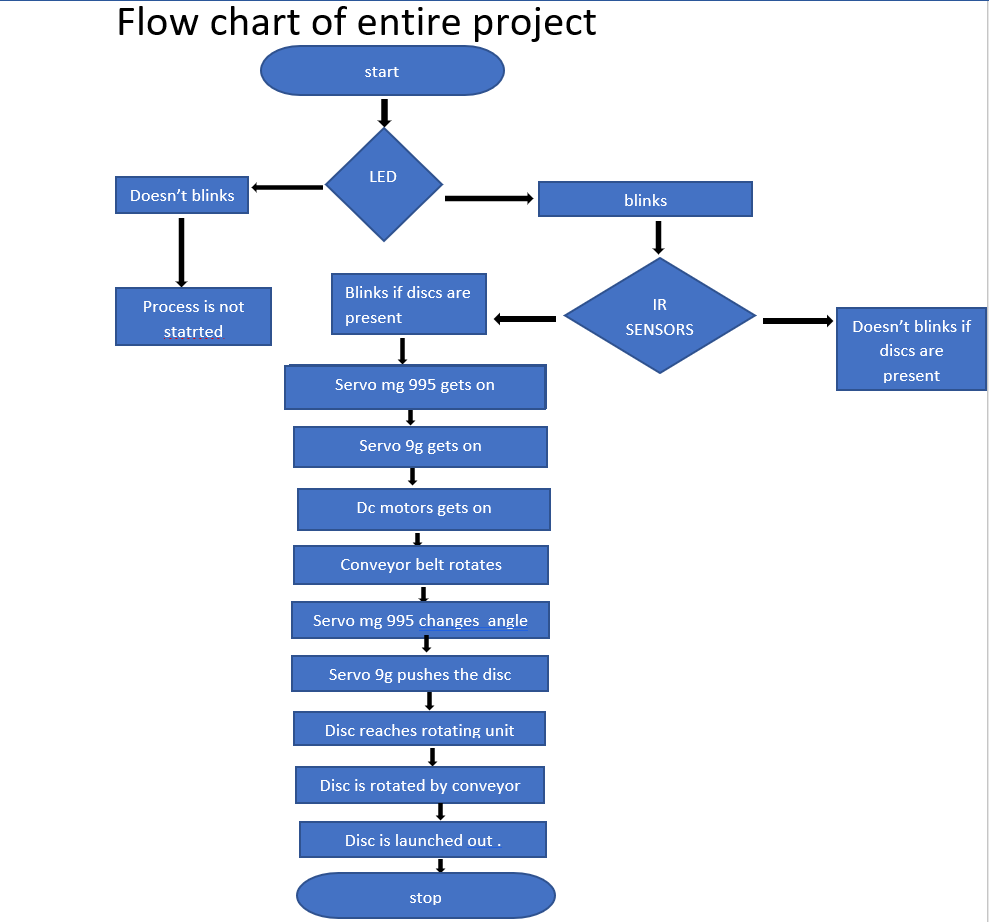 Flow chart of entire project
start
LED
Doesn't blinks
blinks
Process is not
statrted
Blinks if discs are
present
IR
SENSORS
Doesn't blinks if
discs are
present
Servo mg 995 gets on
Servo 9g gets on
Dc motors gets on
Conveyor belt rotates
Servo mg 995 changes  angle
Servo 9g pushes the disc
Disc reaches rotating unit
Disc is rotated by conveyor
Disc is launched out .
stop